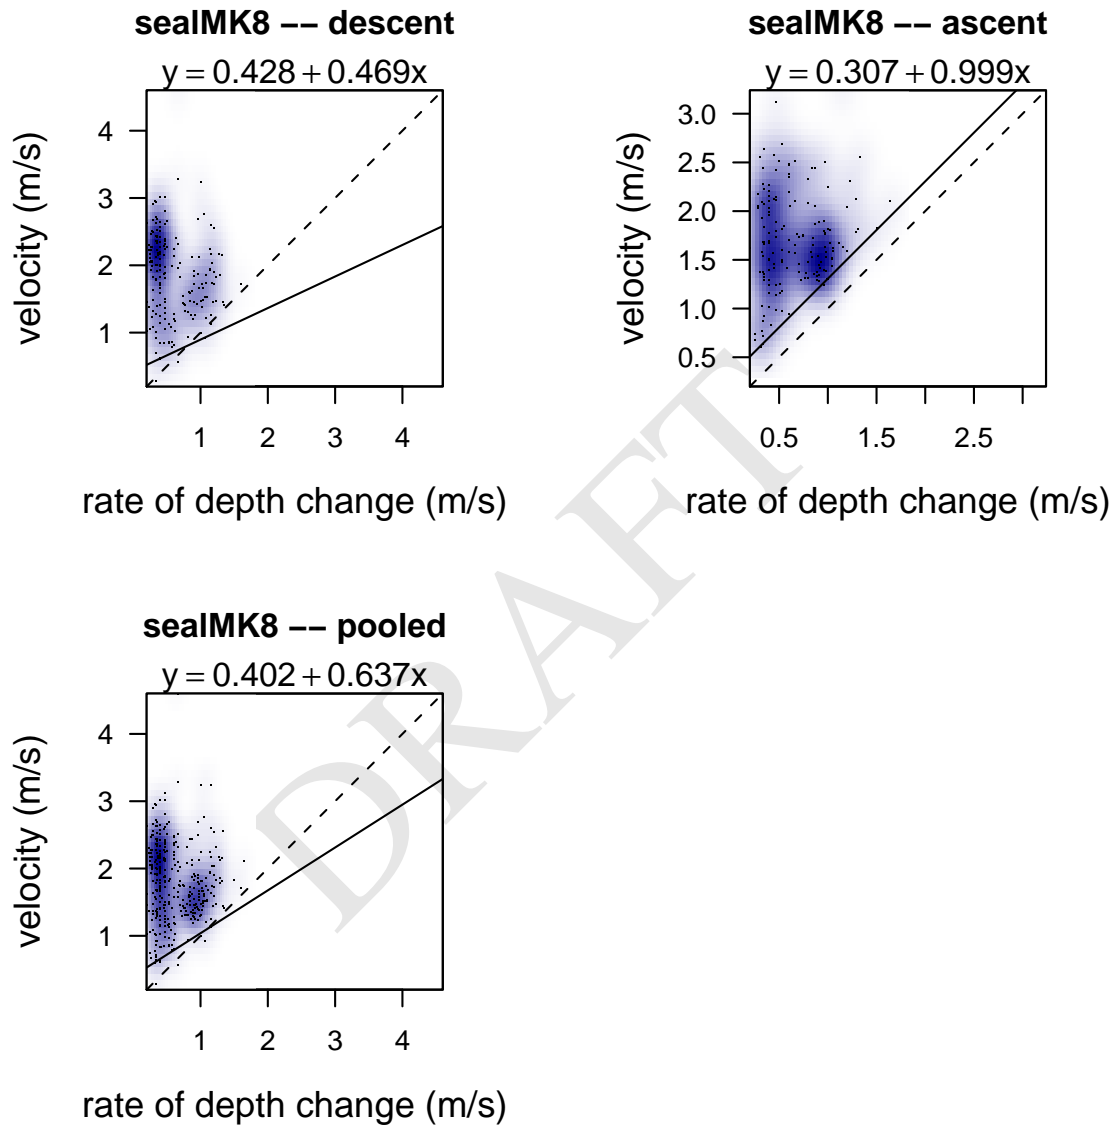 sealMK8 −− descent
y = 0.428 + 0.469x
velocity (m/s)
4
3
2
1
1 2 3 4
rate of depth change (m/s)
sealMK8 −− ascent
y = 0.307 + 0.999x
velocity (m/s)
3.0
2.5
2.0
1.5
1.0
0.5
0.5 1.5 2.5
rate of depth change (m/s)
sealMK8 −− pooled
y = 0.402 + 0.637x
velocity (m/s)
4
3
2
1
1 2 3 4
rate of depth change (m/s)
DRAFT